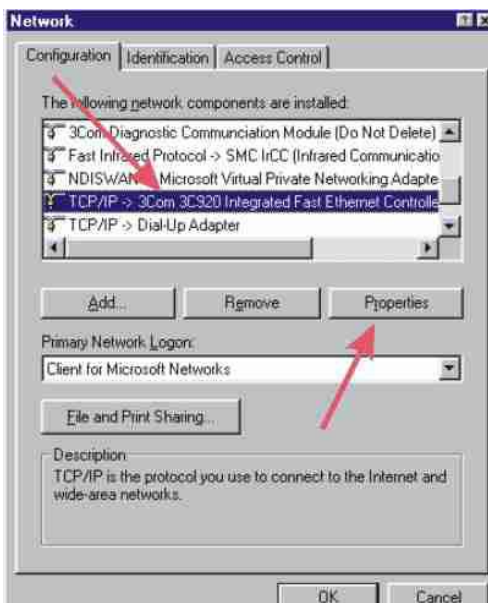 Network
Configuration Identification Access Control
The following network components are installed:
3Com Diagnostic Communciation Module (Do Not Delete)
Fast Infrared Protocol -> SMC IrCC (Infrared Communicatio
NDISWAN Microsoft Virtual Private Networking Adapte
TCP/IP -> 3Com 3C920 Integrated Fast Ethernet Controlle
TCP/IP -> Dial-Up Adapter
Add... Remove Properties
Primary Network Logon:
Client for Microsoft Networks
File and Print Sharing...
Description
TCP/IP is the protocol you use to connect to the Internet and
wide-area networks.
OK Cancel